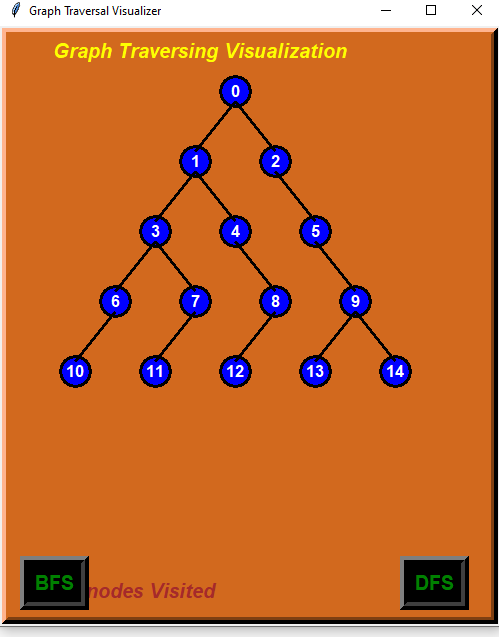 Graph Traversal Visualizer
Graph Traversing Visualization
0
1 2
3 4 5
6 7 8 9
10 11 12 13 14
BFS nodes Visited DFS